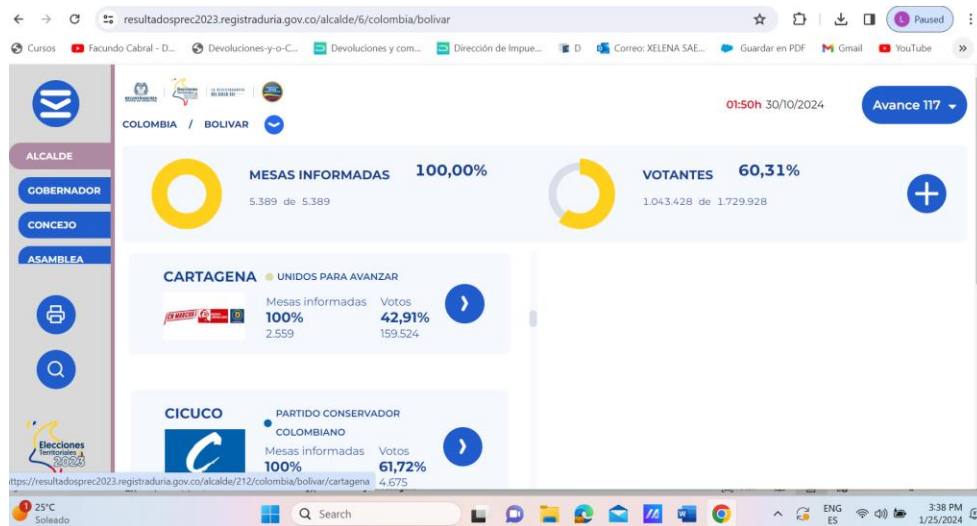 resultadosprec2023.registraduria.gov.co/alcalde/6/colombia/bolivar
Paused
Cursos
Facundo Cabral - D...
Devoluciones-y-o-C...
Devoluciones y com...
Dirección de Impue...
D
Correo: XELENA SAE...
Guardar en PDF
Gmail
YouTube
COLOMBIA / BOLIVAR
01:50h 30/10/2024
Avance 117
ALCALDE
GOBERNADOR
CONCEJO
ASAMBLEA
MESAS INFORMADAS 100,00%
5.389 de 5.389
VOTANTES 60,31%
1.043.428 de 1.729.928
CARTAGENA UNIDOS PARA AVANZAR
Mesas informadas Votos
100% 42,91%
2.559 159.524
CICUCO PARTIDO CONSERVADOR
COLOMBIANO
Mesas informadas Votos
100% 61,72%
4.675
Elecciones
Territoriales
2023
ttps://resultadosprec2023.registraduria.gov.co/alcalde/212/colombia/bolivar/cartagena
1
25°C
Soleado
Search
ENG
ES
3:38 PM
1/25/2024